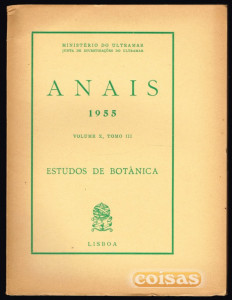 MINISTÉRIO DO ULTRAMAR
JUNTA DE INVESTIGAÇÕES DO ULTRAMAR
ANAIS
1955
VOLUME X, TOMO III
ESTUDOS DE BOTÂNICA
LISBOA
coisas